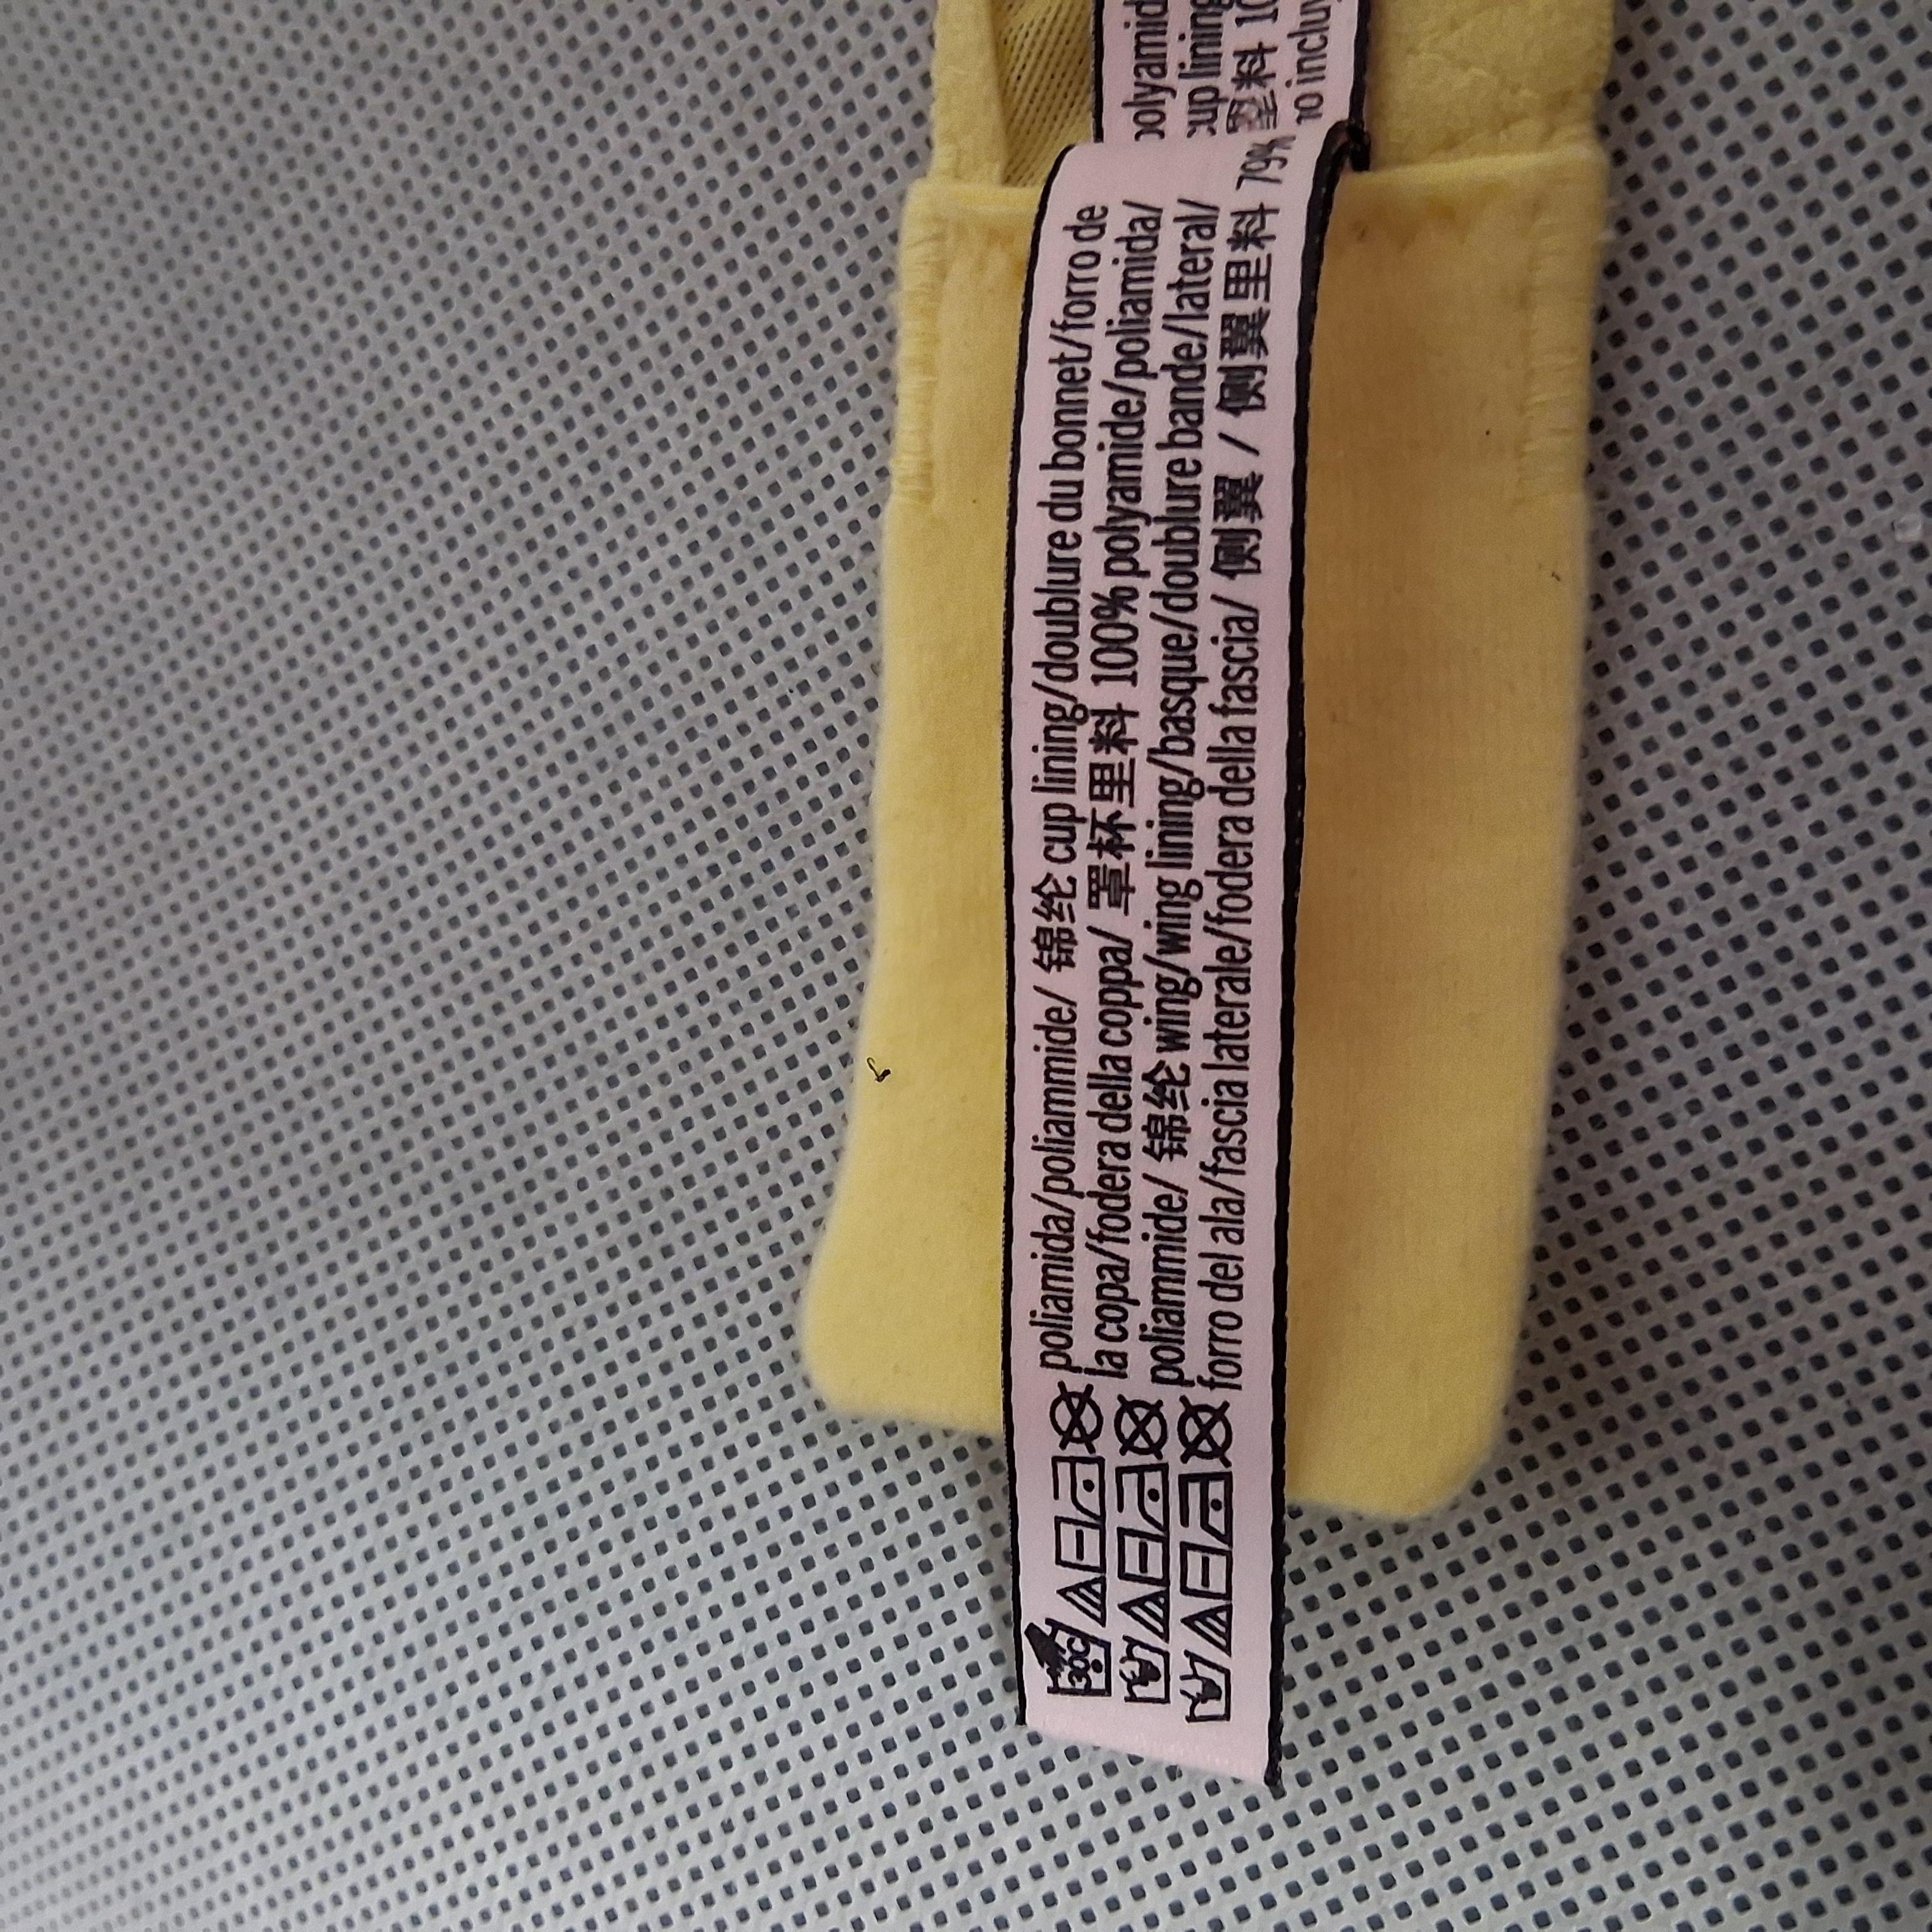 poliamida/poliammide/ 锦纶 cup lining/doublure du bonnet/forro de
la copa/fodera della coppa/ 罩杯里料 100% polyamide/poliamida/
poliammide/ 锦纶 wing/wing lining/basque/doublure bande/lateral/
forro del ala/fascia laterale/fodera della fascia/ 侧翼 / 侧翼里料 79%
cup lining
30C